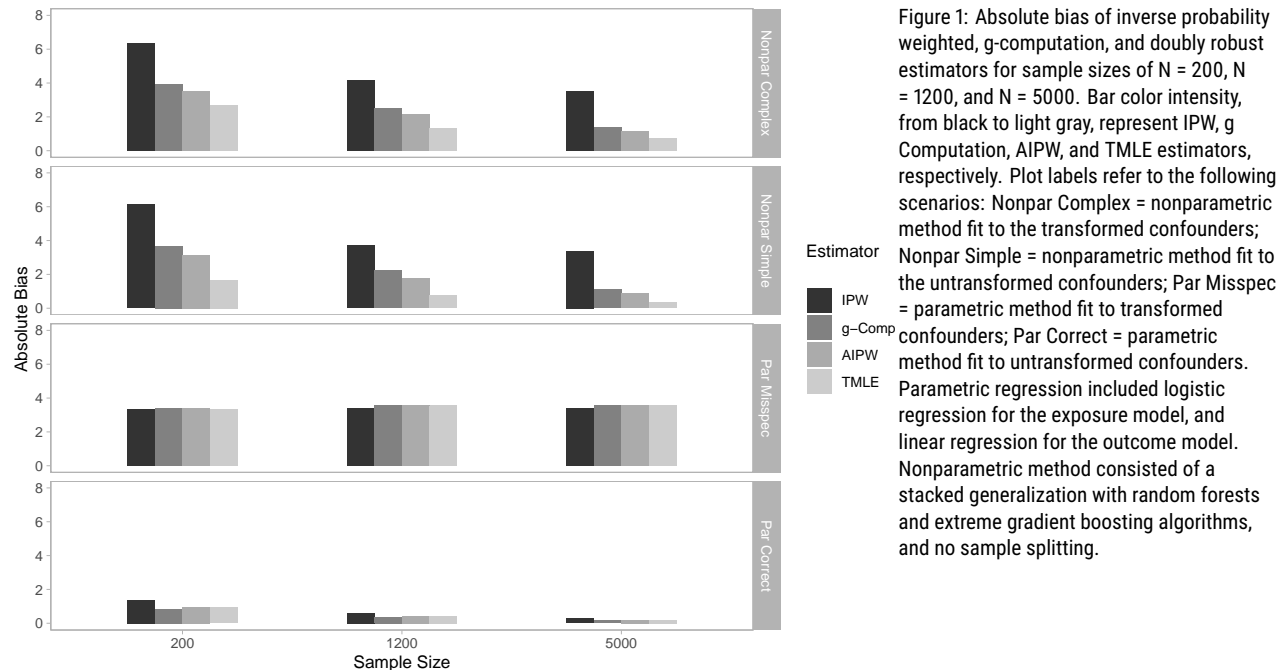 8
6
4
2
0
Nonpar Complex
8
6
4
2
0
Nonpar Simple
8
6
4
2
0
Par Misspec
8
6
4
2
0
Par Correct
Absolute Bias
200
1200
5000
Sample Size
Estimator
IPW
g−Comp
AIPW
TMLE
Figure 1: Absolute bias of inverse probability
weighted, g-computation, and doubly robust
estimators for sample sizes of N = 200, N
= 1200, and N = 5000. Bar color intensity,
from black to light gray, represent IPW, g
Computation, AIPW, and TMLE estimators,
respectively. Plot labels refer to the following
scenarios: Nonpar Complex = nonparametric
method fit to the transformed confounders;
Nonpar Simple = nonparametric method fit to
the untransformed confounders; Par Misspec
= parametric method fit to transformed
confounders; Par Correct = parametric
method fit to untransformed confounders.
Parametric regression included logistic
regression for the exposure model, and
linear regression for the outcome model.
Nonparametric method consisted of a
stacked generalization with random forests
and extreme gradient boosting algorithms,
and no sample splitting.